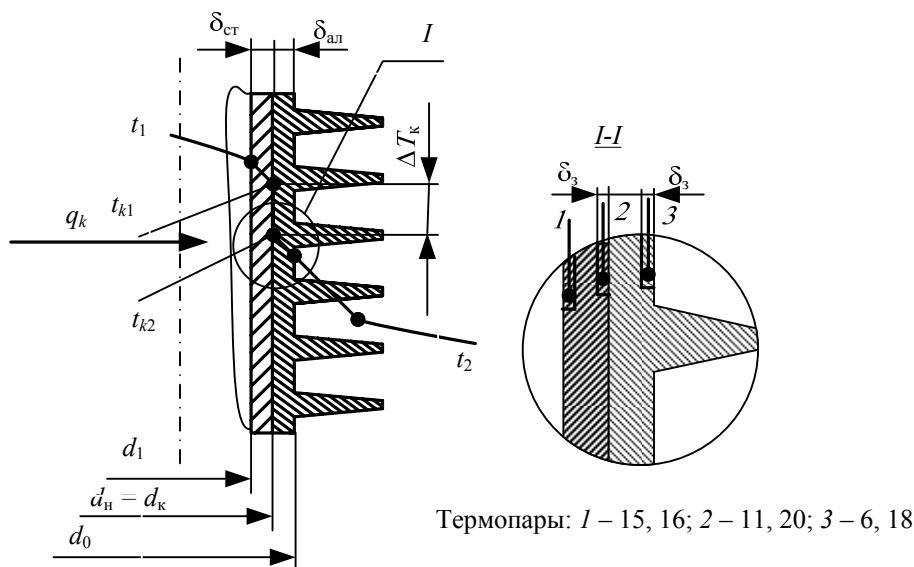 δст
δал
I
t1
ΔTк
I-I
δз
δз
1
2
3
qk
tk1
tk2
t2
d1
dн = dк
d0
Термопары: 1 – 15, 16; 2 – 11, 20; 3 – 6, 18